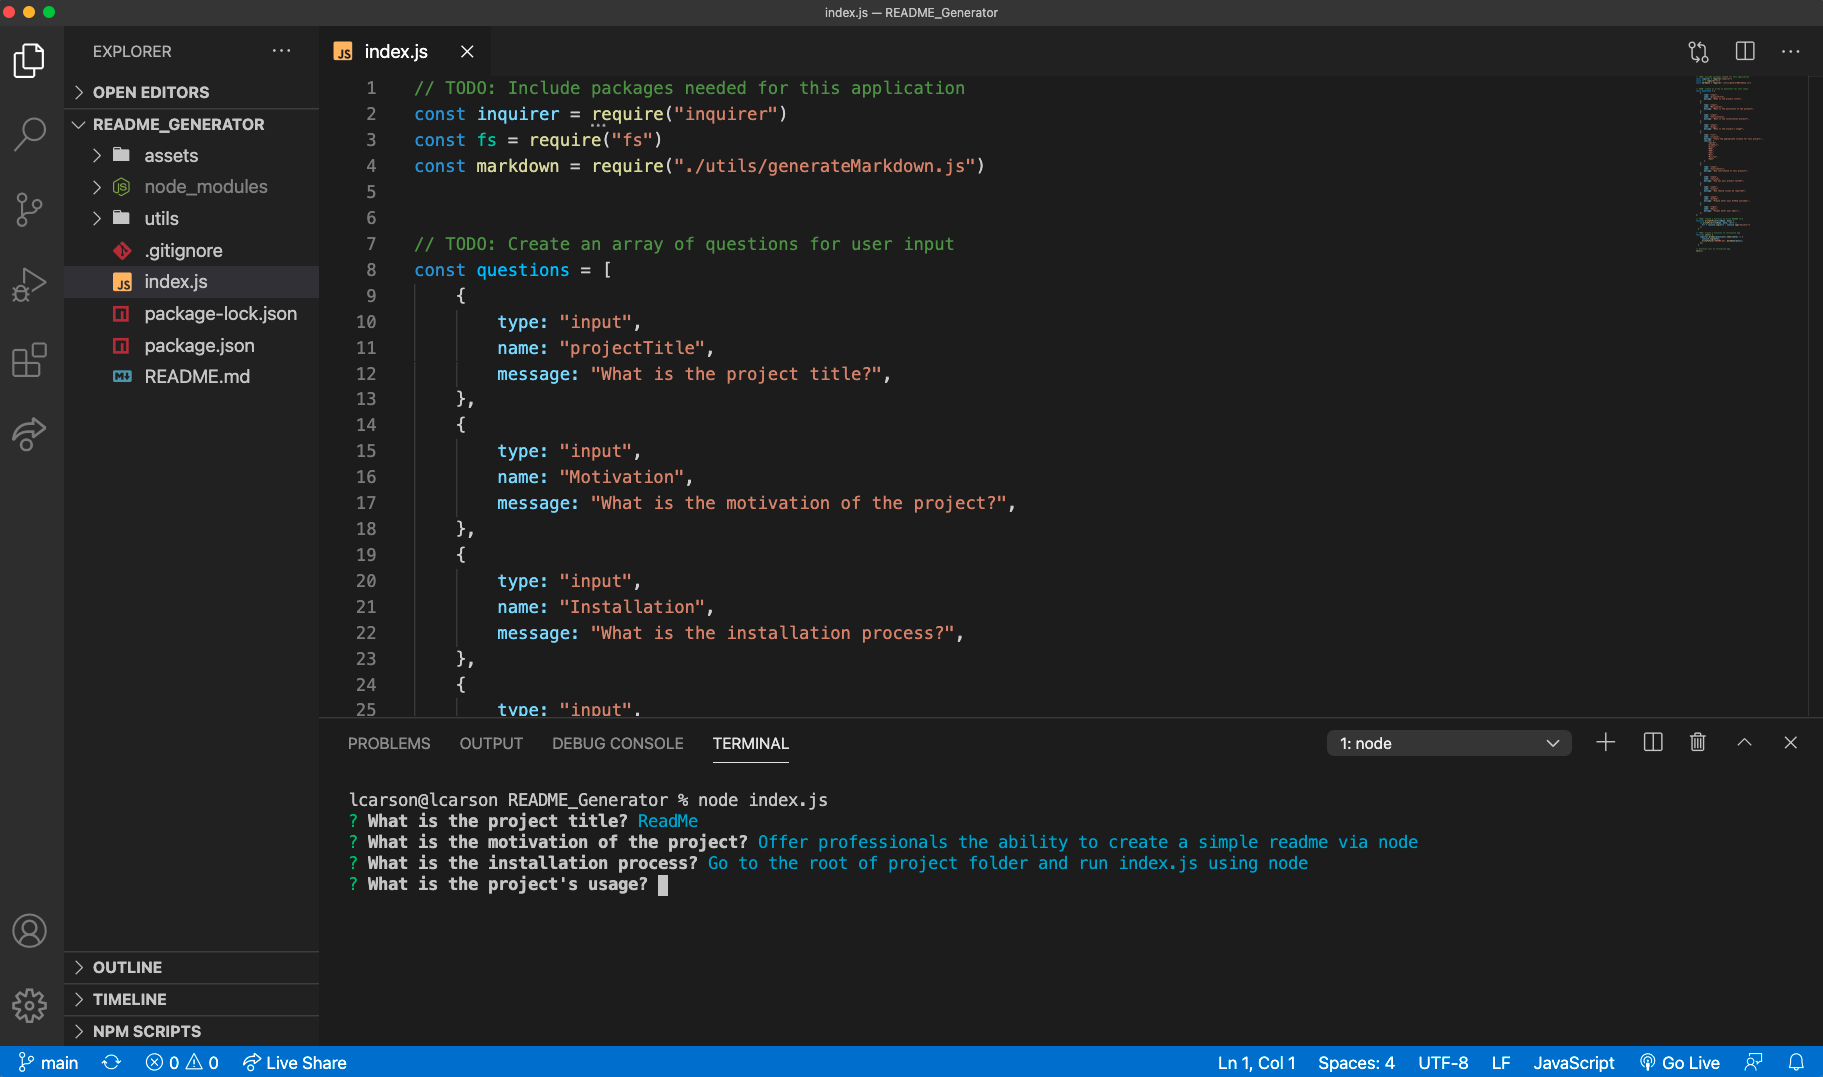 index.js — README_Generator
EXPLORER
OPEN EDITORS
README_GENERATOR
assets
node_modules
utils
.gitignore
index.js
package-lock.json
package.json
README.md
OUTLINE
TIMELINE
NPM SCRIPTS
index.js
1 // TODO: Include packages needed for this application
2 const inquirer = require("inquirer")
3 const fs = require("fs")
4 const markdown = require("./utils/generateMarkdown.js")
5
6
7 // TODO: Create an array of questions for user input
8 const questions = [
9 {
10 type: "input",
11 name: "projectTitle",
12 message: "What is the project title?",
13 },
14 {
15 type: "input",
16 name: "Motivation",
17 message: "What is the motivation of the project?",
18 },
19 {
20 type: "input",
21 name: "Installation",
22 message: "What is the installation process?",
23 },
24 {
25 type: "input",
PROBLEMS OUTPUT DEBUG CONSOLE TERMINAL 1: node
lcarson@lcarson README_Generator % node index.js
? What is the project title? ReadMe
? What is the motivation of the project? Offer professionals the ability to create a simple readme via node
? What is the installation process? Go to the root of project folder and run index.js using node
? What is the project's usage?
main 0 0 Live Share Ln 1, Col 1 Spaces: 4 UTF-8 LF JavaScript Go Live